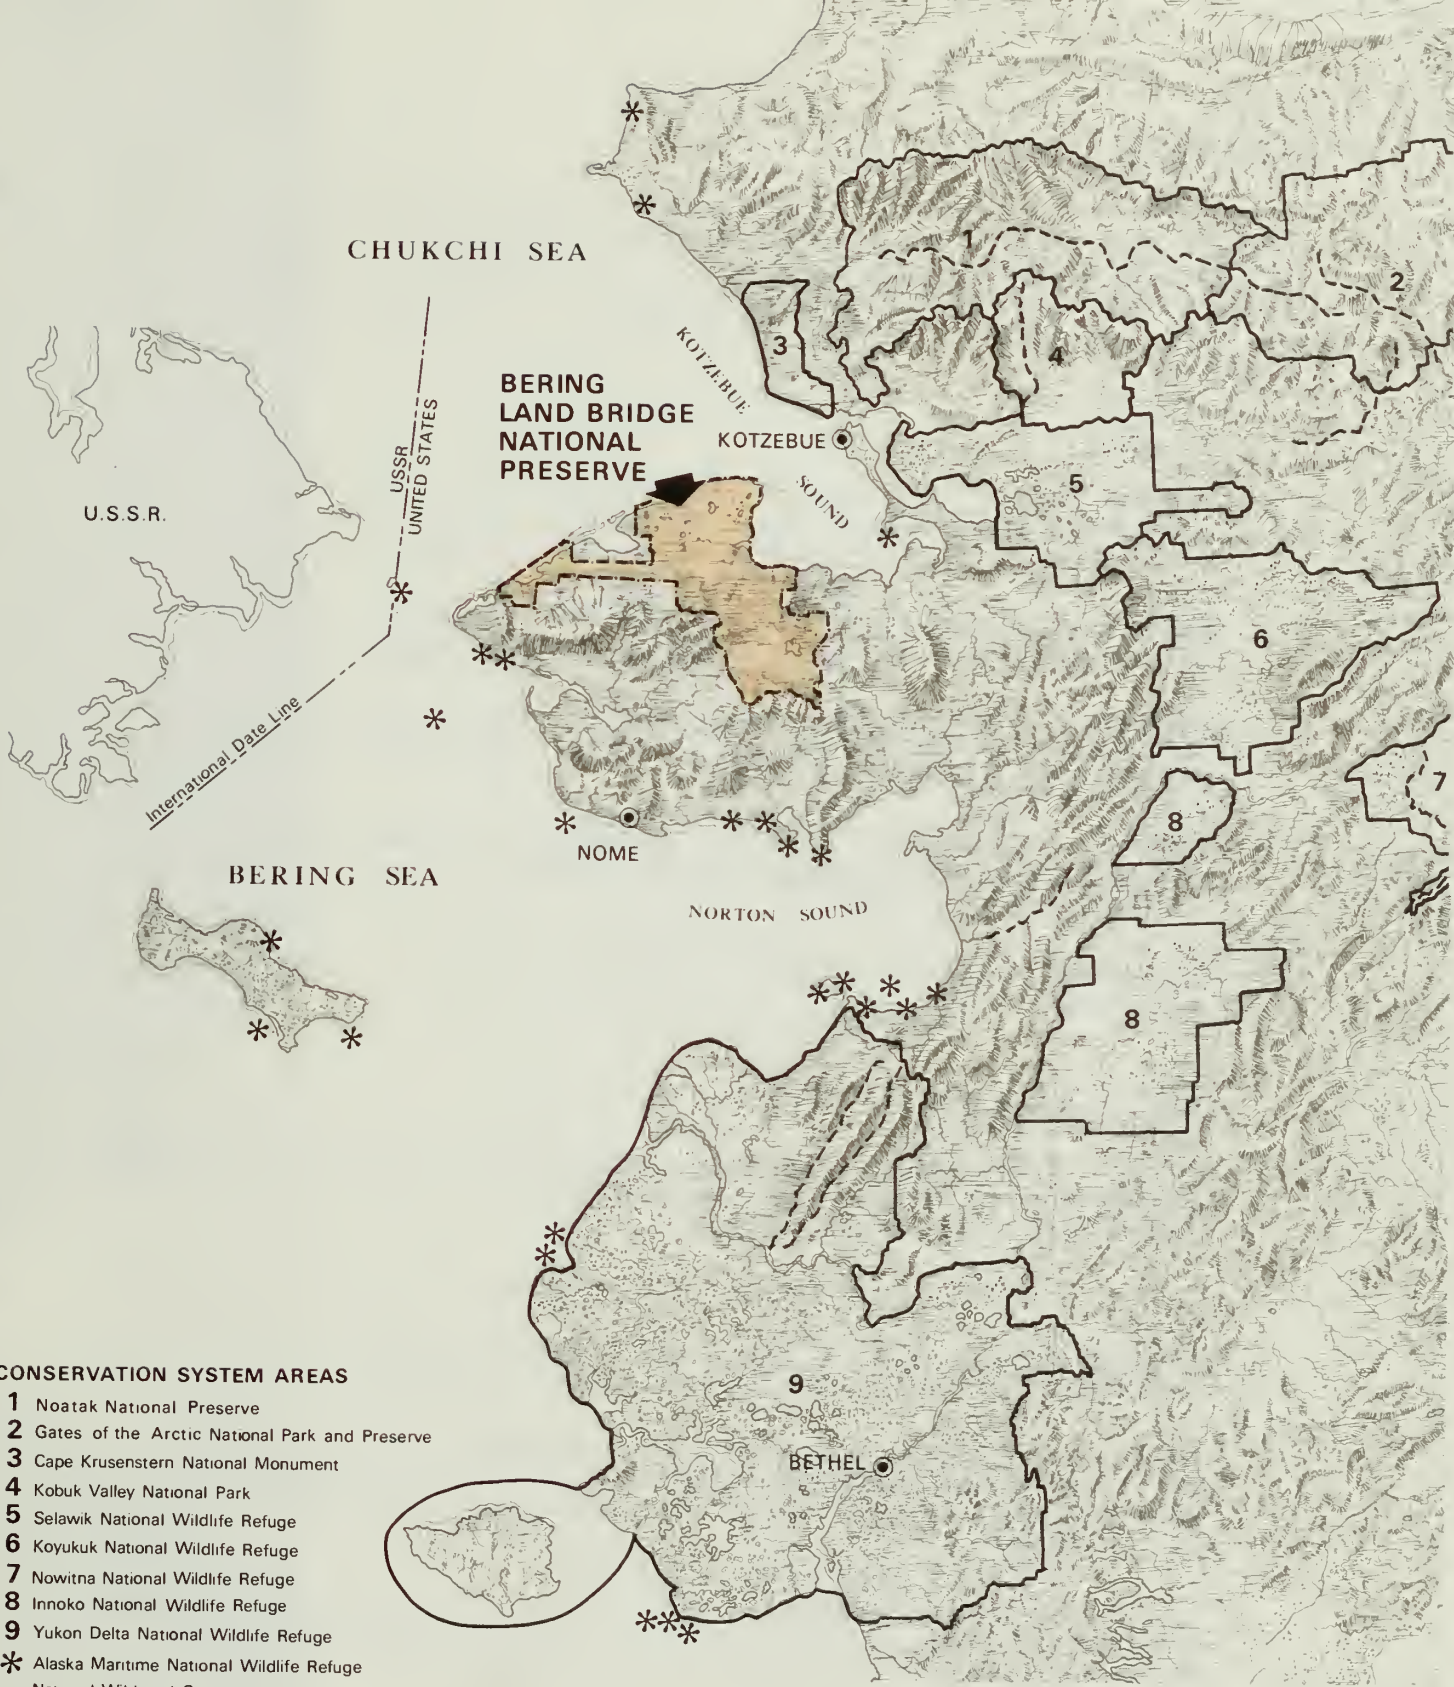 CHUKCHI SEA
1
2
3
4
KOTZEBUE
USSR
UNITED STATES
BERING
LAND BRIDGE
NATIONAL
PRESERVE
KOTZEBUE
SOUND
5
U.S.S.R.
6
International Date Line
7
8
NOME
BERING SEA
NORTON SOUND
8
9
BETHEL
CONSERVATION SYSTEM AREAS
1 Noatak National Preserve
2 Gates of the Arctic National Park and Preserve
3 Cape Krusenstern National Monument
4 Kobuk Valley National Park
5 Selawik National Wildlife Refuge
6 Koyukuk National Wildlife Refuge
7 Nowitna National Wildlife Refuge
8 Innoko National Wildlife Refuge
9 Yukon Delta National Wildlife Refuge
* Alaska Maritime National Wildlife Refuge